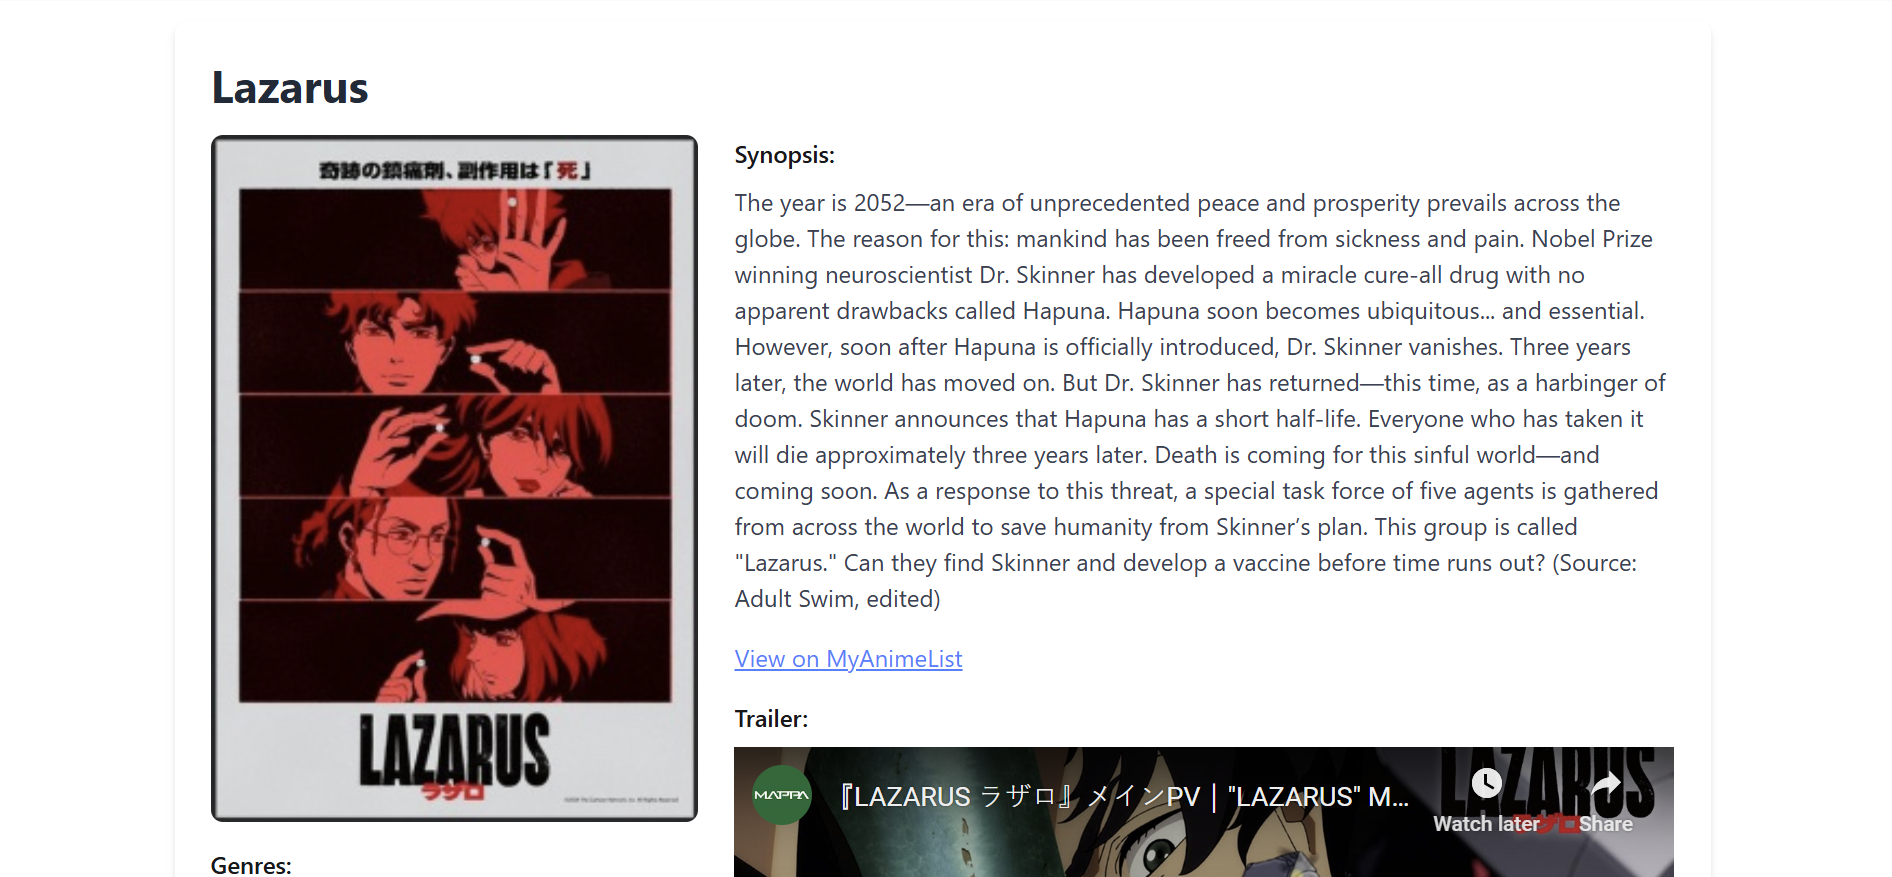 Lazarus
奇跡の鎮痛剤、副作用は「死」
LAZARUS
ラザロ
Genres:
Synopsis:
The year is 2052—an era of unprecedented peace and prosperity prevails across the
globe. The reason for this: mankind has been freed from sickness and pain. Nobel Prize
winning neuroscientist Dr. Skinner has developed a miracle cure-all drug with no
apparent drawbacks called Hapuna. Hapuna soon becomes ubiquitous... and essential.
However, soon after Hapuna is officially introduced, Dr. Skinner vanishes. Three years
later, the world has moved on. But Dr. Skinner has returned—this time, as a harbinger of
doom. Skinner announces that Hapuna has a short half-life. Everyone who has taken it
will die approximately three years later. Death is coming for this sinful world—and
coming soon. As a response to this threat, a special task force of five agents is gathered
from across the world to save humanity from Skinner’s plan. This group is called
"Lazarus." Can they find Skinner and develop a vaccine before time runs out? (Source:
Adult Swim, edited)
View on MyAnimeList
Trailer:
MAPPA
『LAZARUS ラザロ』メインPV｜"LAZARUS" M...
LAZARUS
ラザロ
Watch later
Share